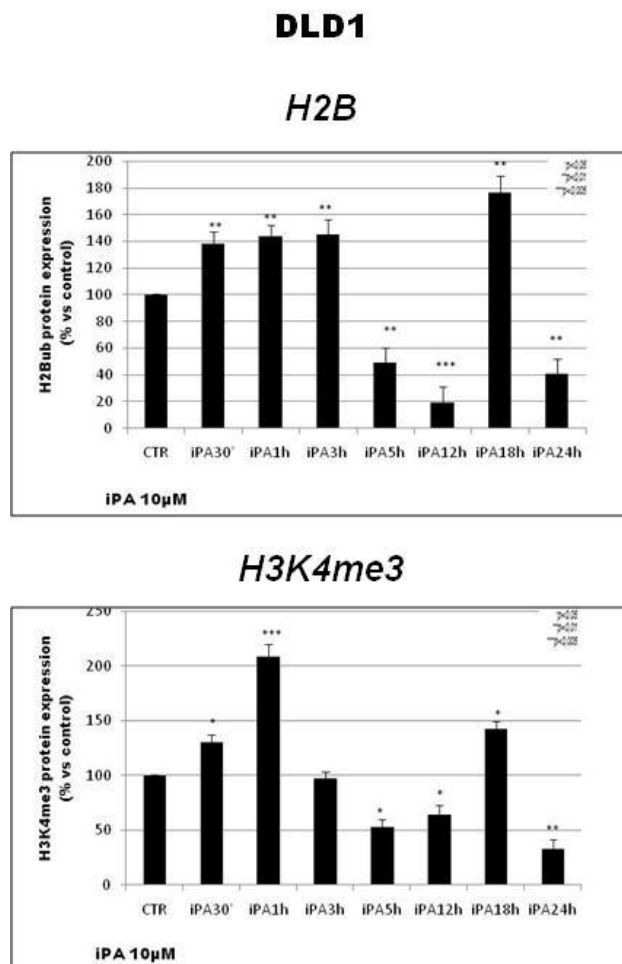 DLD1
H2B
H2Bub protein expression
(% vs control)
200
180
160
140
120
100
80
60
40
20
0
** ** ** ** *** ** **
CTR iPA30' iPA1h iPA3h iPA5h iPA12h iPA18h iPA24h
iPA 10µM
H3K4me3
H3K4me3 protein expression
(% vs control)
250
200
150
100
50
0
* *** * * * **
CTR iPA30' iPA1h iPA3h iPA5h iPA12h iPA18h iPA24h
iPA 10µM